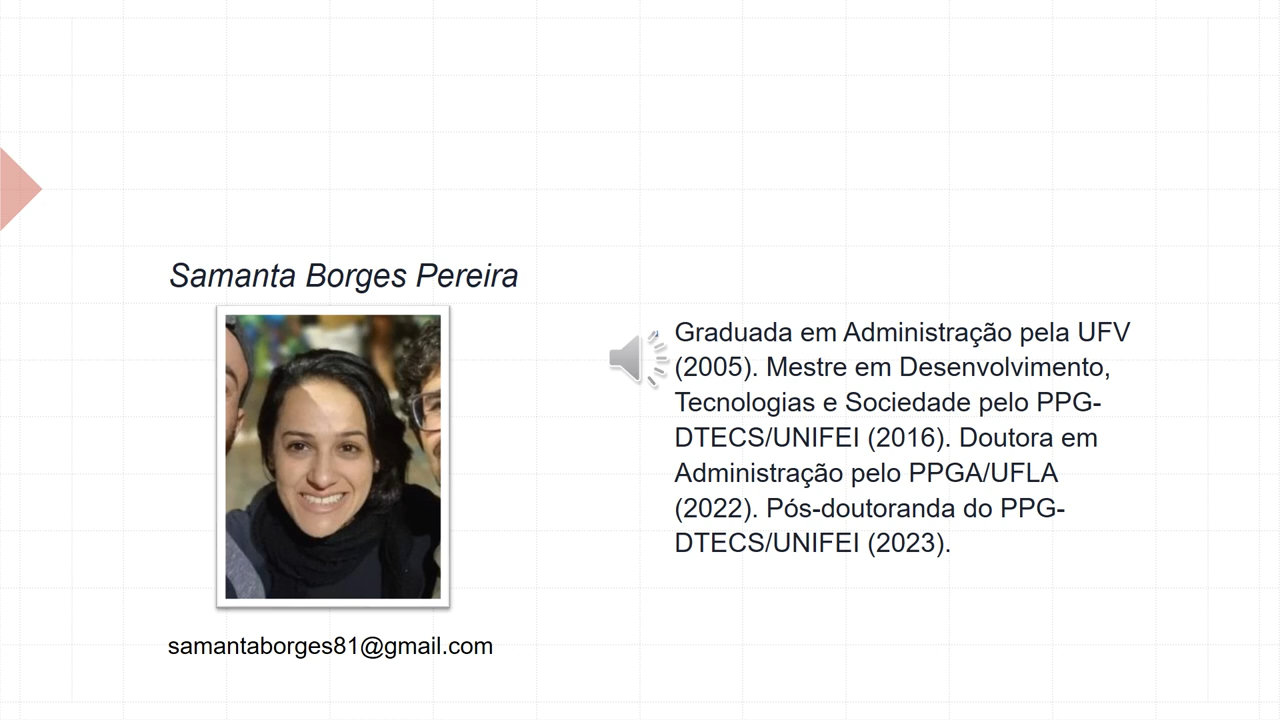 Samanta Borges Pereira
Graduada em Administração pela UFV
(2005). Mestre em Desenvolvimento,
Tecnologias e Sociedade pelo PPG-
DTECS/UNIFEI (2016). Doutora em
Administração pelo PPGA/UFLA
(2022). Pós-doutoranda do PPG-
DTECS/UNIFEI (2023).
samantaborges81@gmail.com